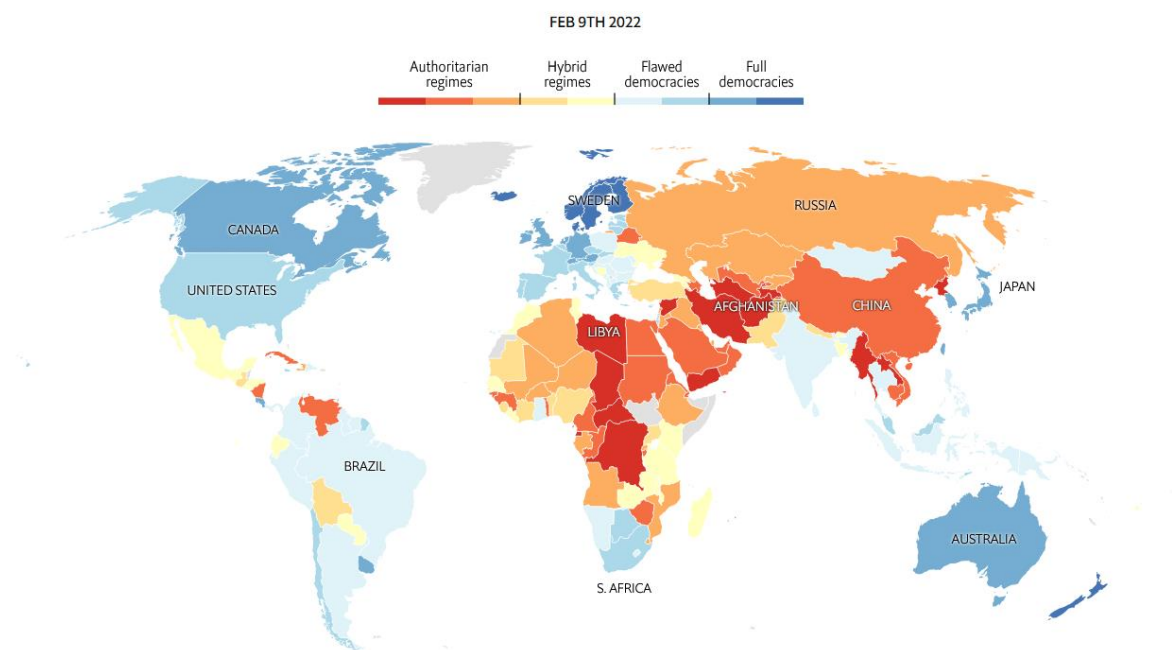 FEB 9TH 2022
Authoritarian
regimes
Hybrid
regimes
Flawed
democracies
Full
democracies
SWEDEN
RUSSIA
CANADA
UNITED STATES
JAPAN
AFGHANISTAN
CHINA
LIBYA
BRAZIL
AUSTRALIA
S. AFRICA